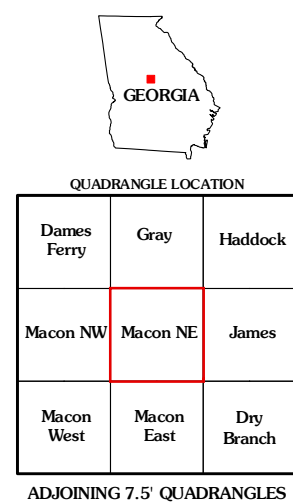 GEORGIA
QUADRANGLE LOCATION
Dames
Ferry
Gray
Haddock
Macon NW
Macon NE
James
Macon
West
Macon
East
Dry
Branch
ADJOINING 7.5' QUADRANGLES